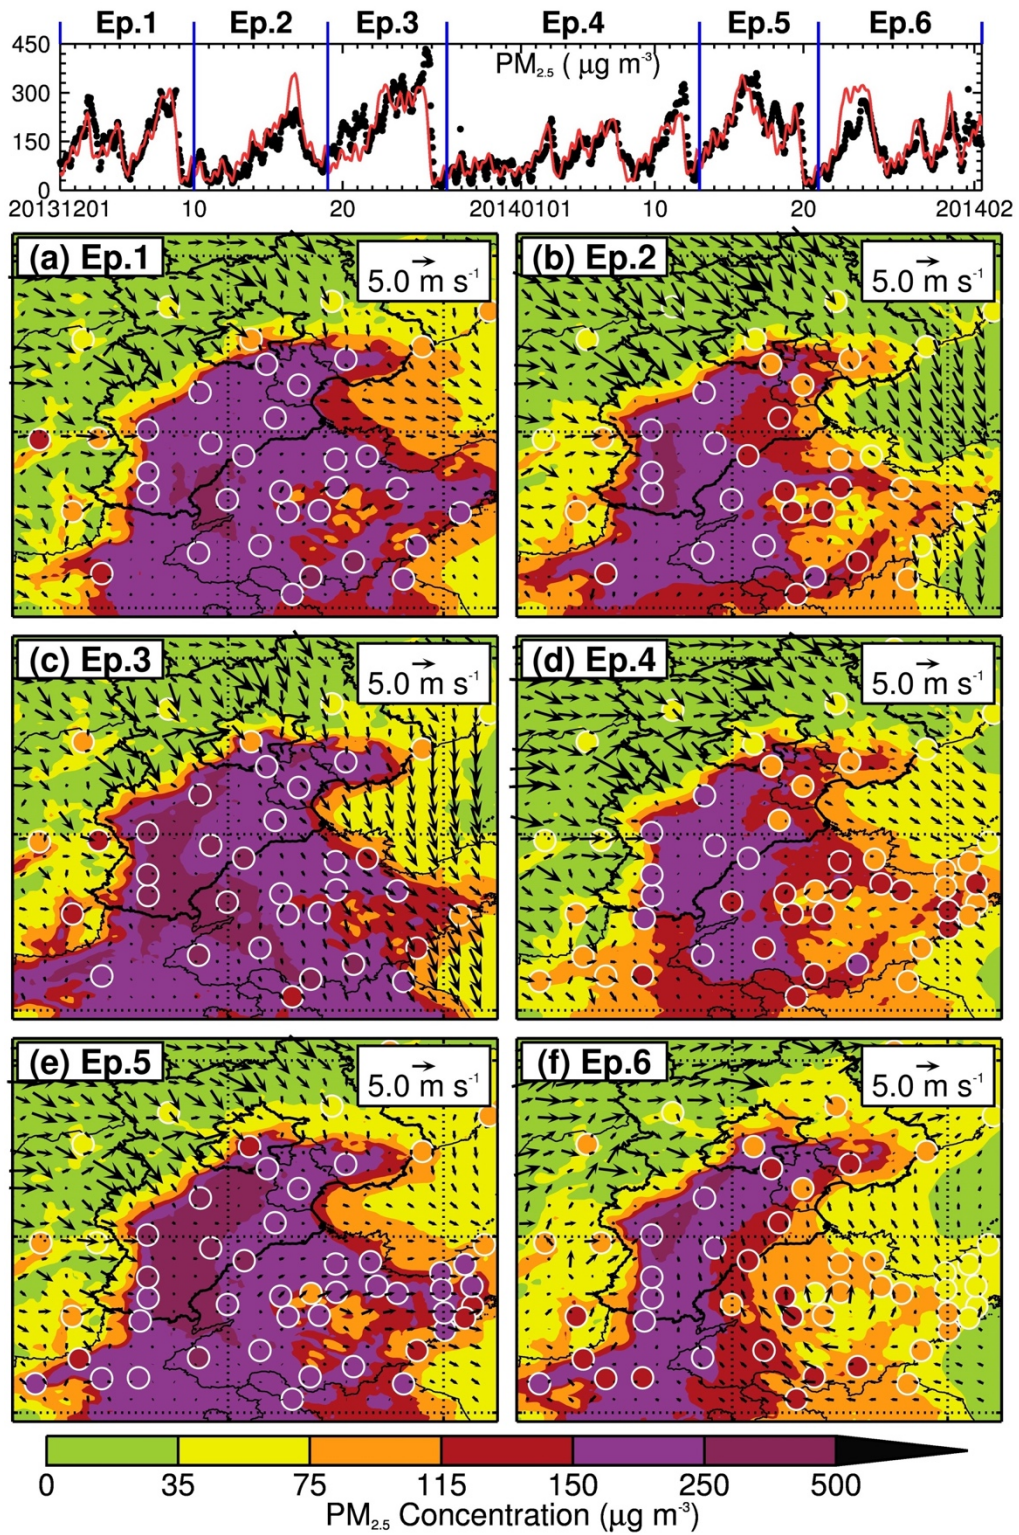 Ep.1 Ep.2 Ep.3 Ep.4 Ep.5 Ep.6
450
PM2.5 ( μg m-3)
300
150
0
20131201 10 20 20140101 10 20 201402
(a) Ep.1 5.0 m s-1
(b) Ep.2 5.0 m s-1
(c) Ep.3 5.0 m s-1
(d) Ep.4 5.0 m s-1
(e) Ep.5 5.0 m s-1
(f) Ep.6 5.0 m s-1
0 35 75 115 150 250 500
PM2.5 Concentration (μg m-3)